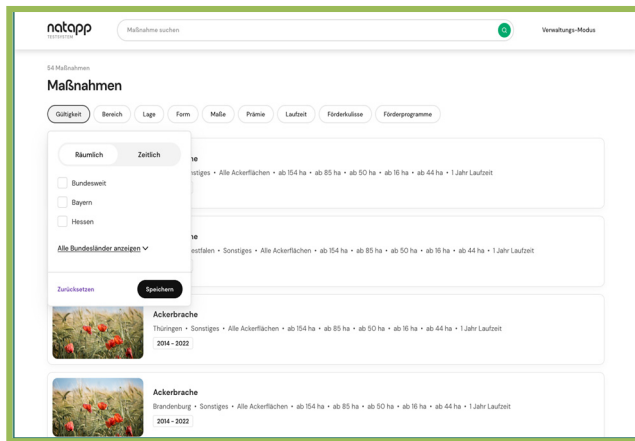 natapp
TESTSYSTEM
Maßnahme suchen
Verwaltungs-Modus
54 Maßnahmen
Maßnahmen
Gültigkeit Bereich Lage Form Maße Prämie Laufzeit Förderkulisse Förderprogramme
Räumlich Zeitlich
Bundesweit
Bayern
Hessen
Alle Bundesländer anzeigen
Zurücksetzen Speichern
• Alle Ackerflächen • ab 154 ha • ab 85 ha • ab 50 ha • ab 16 ha • ab 44 ha • 1 Jahr Laufzeit
• Sonstiges • Alle Ackerflächen • ab 154 ha • ab 85 ha • ab 50 ha • ab 16 ha • ab 44 ha • 1 Jahr Laufzeit
Ackerbrache
Thüringen • Sonstiges • Alle Ackerflächen • ab 154 ha • ab 85 ha • ab 50 ha • ab 16 ha • ab 44 ha • 1 Jahr Laufzeit
2014 – 2022
Ackerbrache
Brandenburg • Sonstiges • Alle Ackerflächen • ab 154 ha • ab 85 ha • ab 50 ha • ab 16 ha • ab 44 ha • 1 Jahr Laufzeit
2014 – 2022